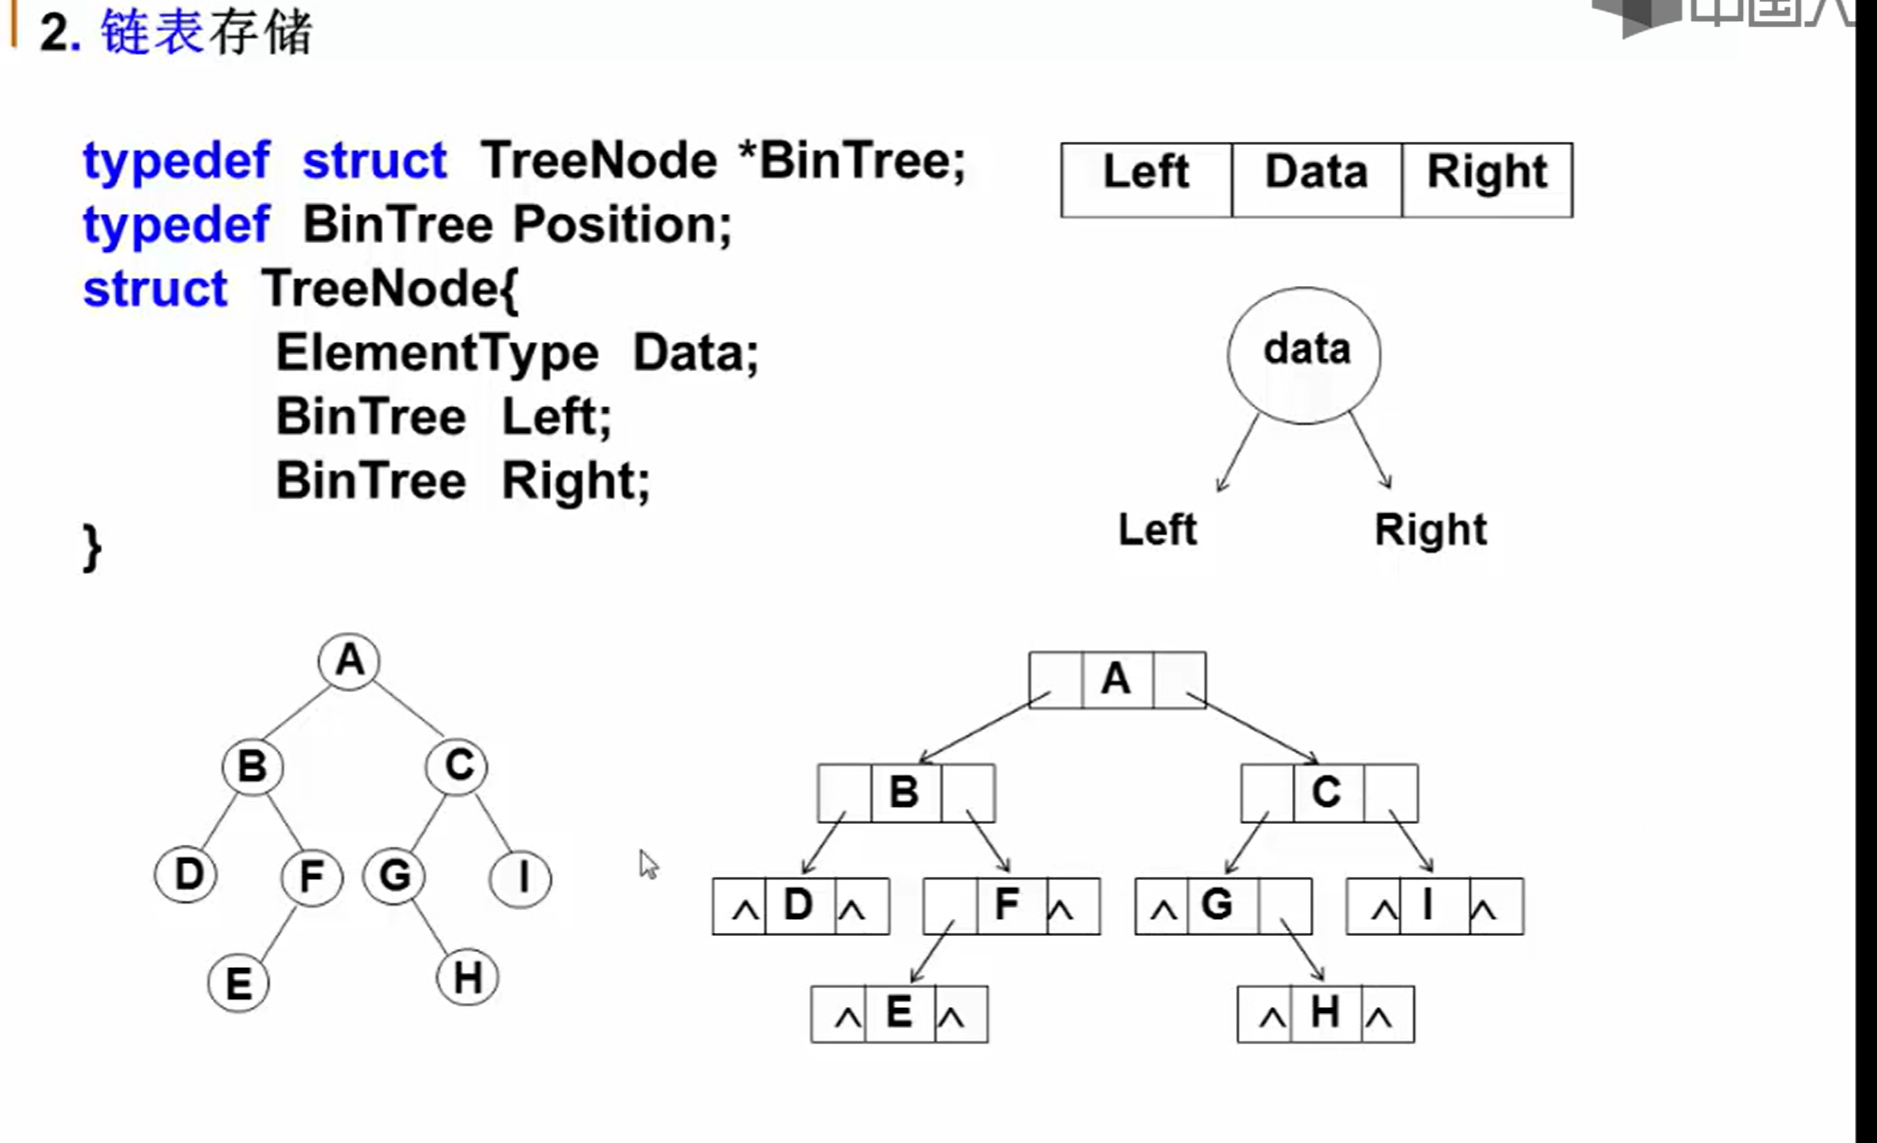 2. 链表存储
typedef struct TreeNode *BinTree;
typedef BinTree Position;
struct TreeNode{
ElementType Data;
BinTree Left;
BinTree Right;
}
Left Data Right
data
Left Right
A
B C
D F G I
E H
A
B C
∧ D ∧ F ∧ ∧ G ∧ I ∧
∧ E ∧ ∧ H ∧